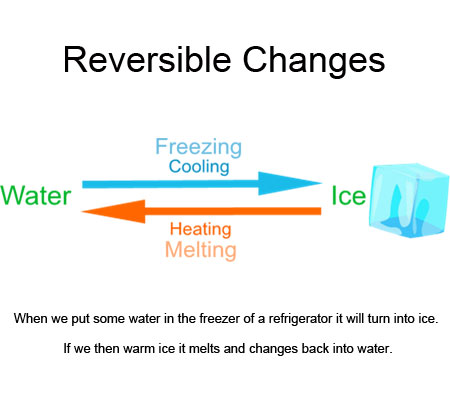 Reversible Changes
Freezing
Cooling
Water
Ice
Heating
Melting
When we put some water in the freezer of a refrigerator it will turn into ice.
If we then warm ice it melts and changes back into water.